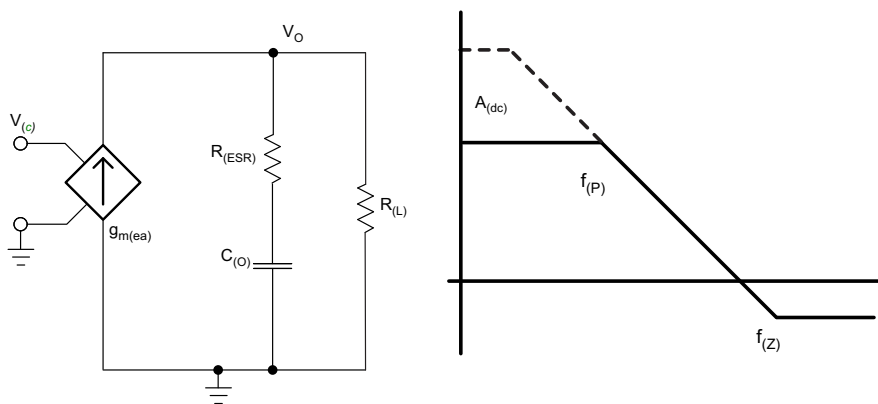 V_O
V_(c)
R_(ESR)
R_(L)
g_m(ea)
C_(O)
A_(dc)
f_(P)
f_(Z)